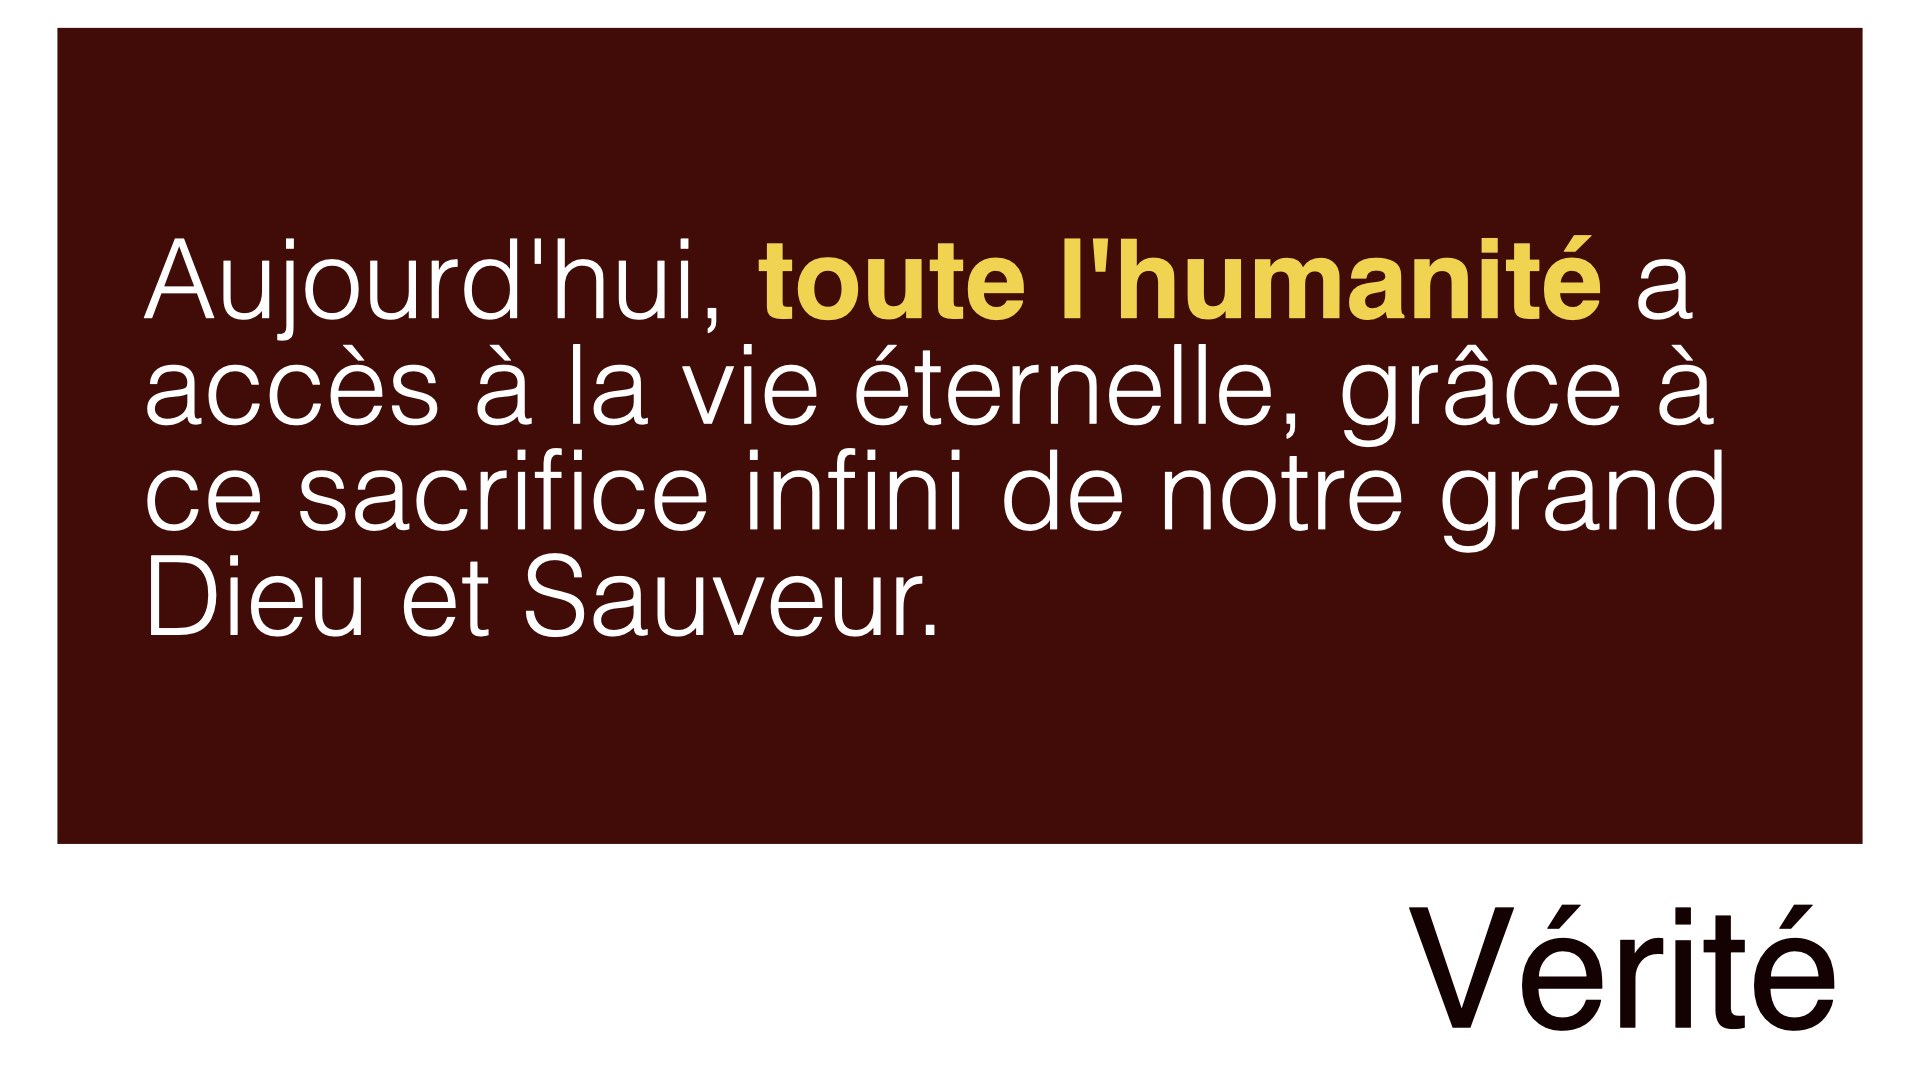 Aujourd'hui, toute l'humanité a
accès à la vie éternelle, grâce à
ce sacrifice infini de notre grand
Dieu et Sauveur.
Vérité